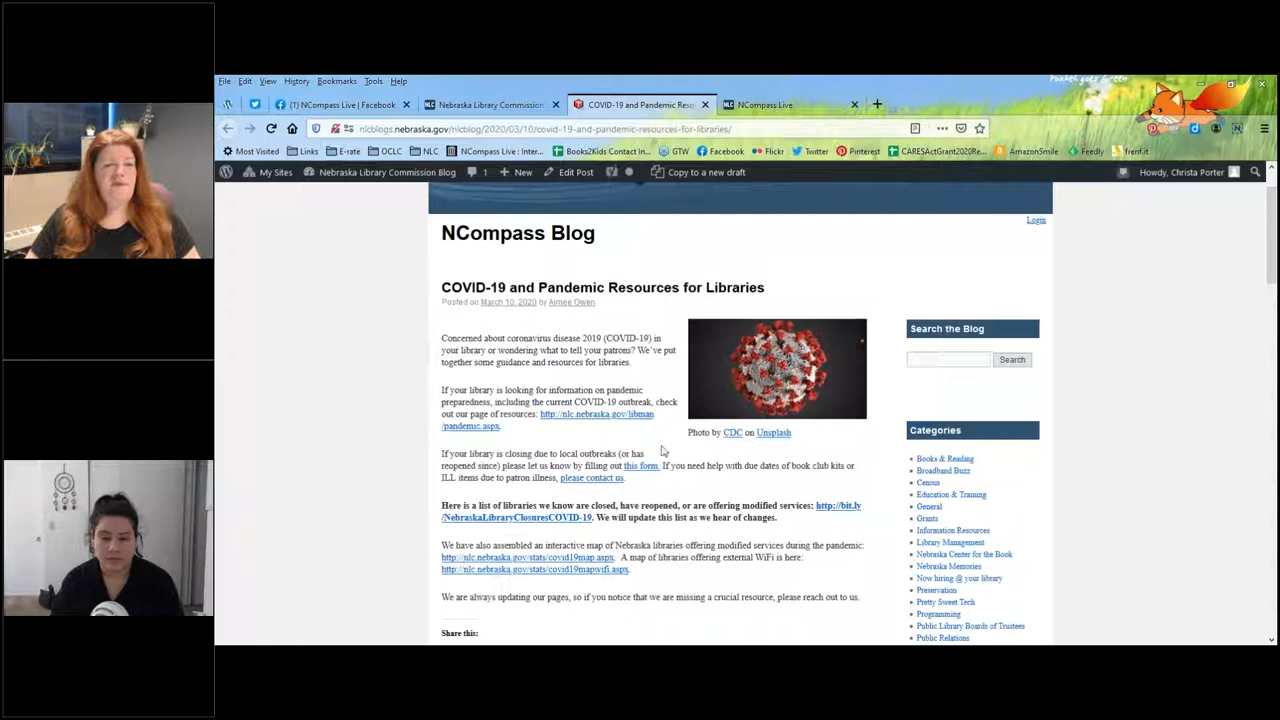 File Edit View History Bookmarks Tools Help
(1) NCompass Live | Facebook
Nebraska Library Commission
COVID-19 and Pandemic Reso
NCompass Live
nlcblogs.nebraska.gov/nlcblog/2020/03/10/covid-19-and-pandemic-resources-for-libraries/
Most Visited Links E-rate OCLC NLC NCompass Live : Inter... Books2Kids Contact In... GTW Facebook Flickr Twitter Pinterest CARESActGrant2020Re... AmazonSmile Feedly frenf.it
My Sites Nebraska Library Commission Blog 1 New Edit Post Copy to a new draft Howdy, Christa Porter
Login
NCompass Blog
COVID-19 and Pandemic Resources for Libraries
Posted on March 10, 2020 by Aimee Owen
Concerned about coronavirus disease 2019 (COVID-19) in
your library or wondering what to tell your patrons? We've put
together some guidance and resources for libraries.
If your library is looking for information on pandemic
preparedness, including the current COVID-19 outbreak, check
out our page of resources: http://nlc.nebraska.gov/libman
/pandemic.aspx.
Photo by CDC on Unsplash
If your library is closing due to local outbreaks (or has
reopened since) please let us know by filling out this form. If you need help with due dates of book club kits or
ILL items due to patron illness, please contact us.
Here is a list of libraries we know are closed, have reopened, or are offering modified services: http://bit.ly
/NebraskaLibraryClosuresCOVID-19. We will update this list as we hear of changes.
We have also assembled an interactive map of Nebraska libraries offering modified services during the pandemic:
http://nlc.nebraska.gov/stats/covid19map.aspx. A map of libraries offering external WiFi is here:
http://nlc.nebraska.gov/stats/covid19mapwifi.aspx.
We are always updating our pages, so if you notice that we are missing a crucial resource, please reach out to us.
Share this:
Search the Blog
Search
Categories
Books & Reading
Broadband Buzz
Census
Education & Training
General
Grants
Information Resources
Library Management
Nebraska Center for the Book
Nebraska Memories
Now hiring @ your library
Preservation
Pretty Sweet Tech
Programming
Public Library Boards of Trustees
Public Relations